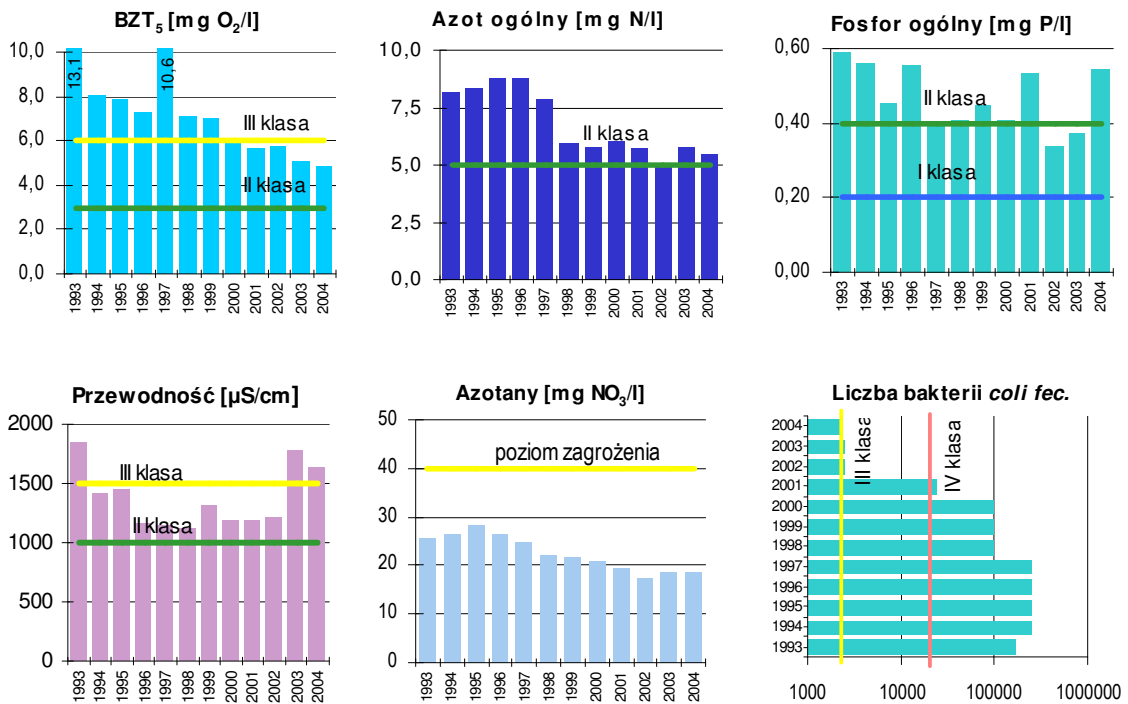 BZT5 [mg O2/l]
10,0
8,0
6,0
4,0
2,0
0,0
13,1
10,6
III klasa
II klasa
1993 1994 1995 1996 1997 1998 1999 2000 2001 2002 2003 2004
Azot ogólny [mg N/l]
10,0
7,5
5,0
2,5
0,0
II klasa
1993 1994 1995 1996 1997 1998 1999 2000 2001 2002 2003 2004
Fosfor ogólny [mg P/l]
0,60
0,40
0,20
0,00
II klasa
I klasa
1993 1994 1995 1996 1997 1998 1999 2000 2001 2002 2003 2004
Przewodność [µS/cm]
2000
1500
1000
500
0
III klasa
II klasa
1993 1994 1995 1996 1997 1998 1999 2000 2001 2002 2003 2004
Azotany [mg NO3/l]
50
40
30
20
10
0
poziom zagrożenia
1993 1994 1995 1996 1997 1998 1999 2000 2001 2002 2003 2004
Liczba bakterii coli fec.
2004
2003
2002
2001
2000
1999
1998
1997
1996
1995
1994
1993
III klasa
IV klasa
1000 10000 100000 1000000